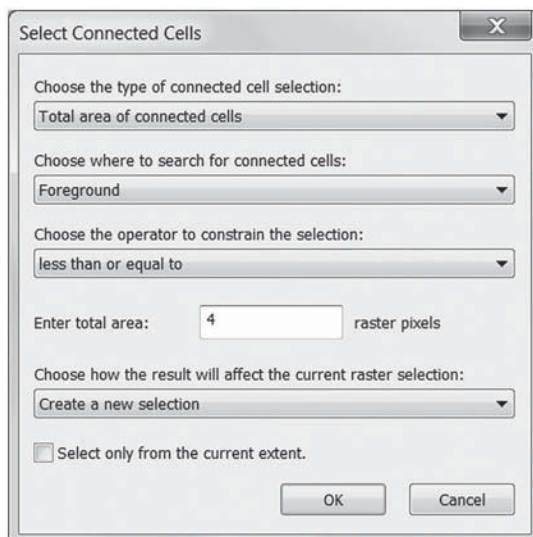 Select Connected Cells
X
Choose the type of connected cell selection:
Total area of connected cells
Choose where to search for connected cells:
Foreground
Choose the operator to constrain the selection:
less than or equal to
Enter total area: 4 raster pixels
Choose how the result will affect the current raster selection:
Create a new selection
Select only from the current extent.
OK Cancel